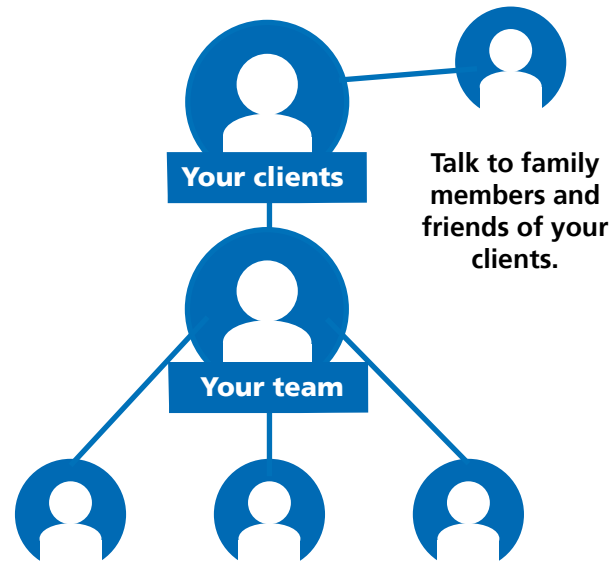 Your clients
Talk to family
members and
friends of your
clients.
Your team